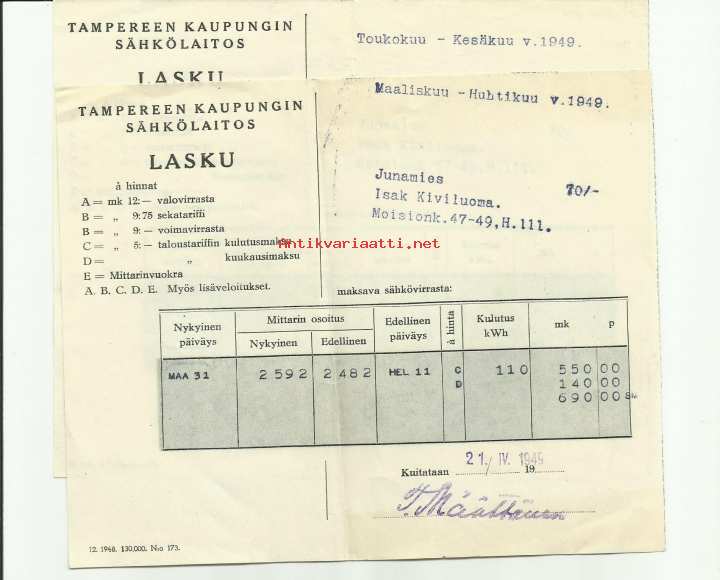 TAMPEREEN KAUPUNGIN
SÄHKÖLAITOS
LASKU
Toukokuu - Kesäkuu v.1949.
TAMPEREEN KAUPUNGIN
SÄHKÖLAITOS
LASKU
Maaliskuu - Huhtikuu v.1949.
à hinnat
A = mk 12:— valovirrasta
B = „ 9:75 sekatariffi
B = „ 9:— voimavirrasta
C = „ 5:— taloustariffin kulutusmaksu
D = „ kuukausimaksu
E = Mittarinvuokra
A. B. C. D. E. Myös lisäveloitukset.
Junamies 70/-
Isak Kiviluoma.
Moisionk.47-49,H.111.
Antikvariaatti.net
maksava sähkövirrasta:
Nykyinen päiväys
Mittarin osoitus
Nykyinen Edellinen
Edellinen päiväys
à hinta
Kulutus kWh
mk p
MAA 31 2592 2482 HEL 11 C 110 550 00
D 140 00
690 00 SM
Kuitataan 21./IV. 1949 19
T. Määttänen
12. 1948. 130.000. N:o 173.